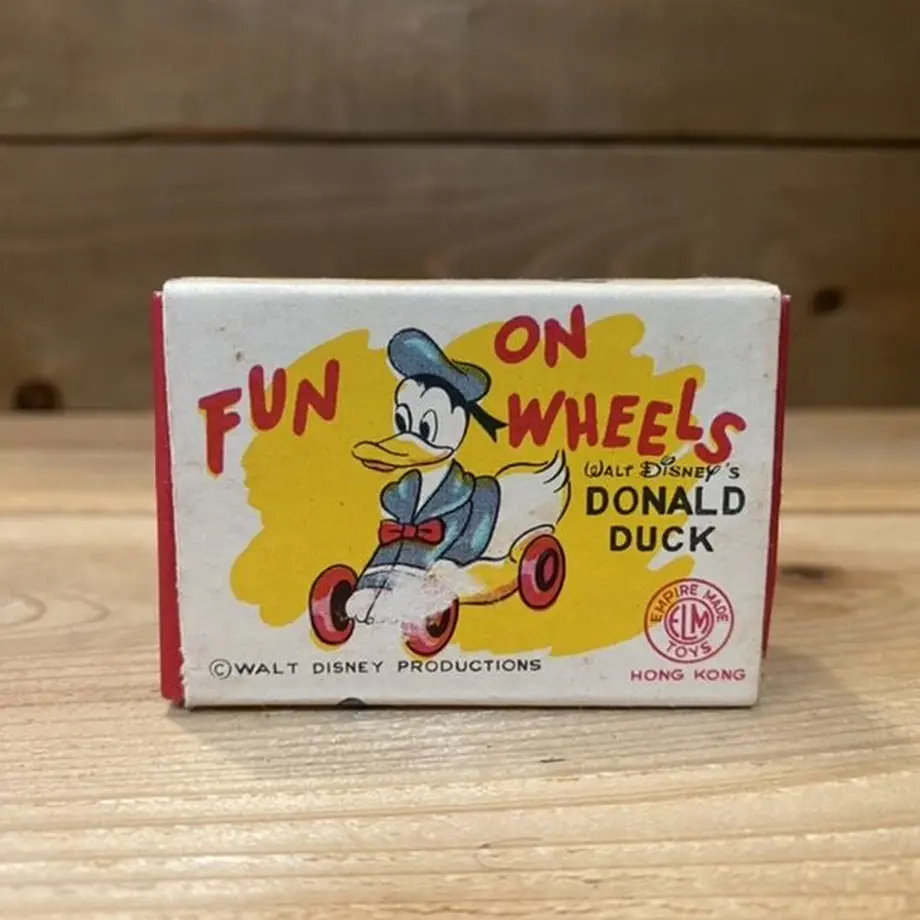 FUN ON WHEELS
WALT DISNEY'S
DONALD
DUCK
EMPIRE MADE
ELM
TOYS
©WALT DISNEY PRODUCTIONS
HONG KONG